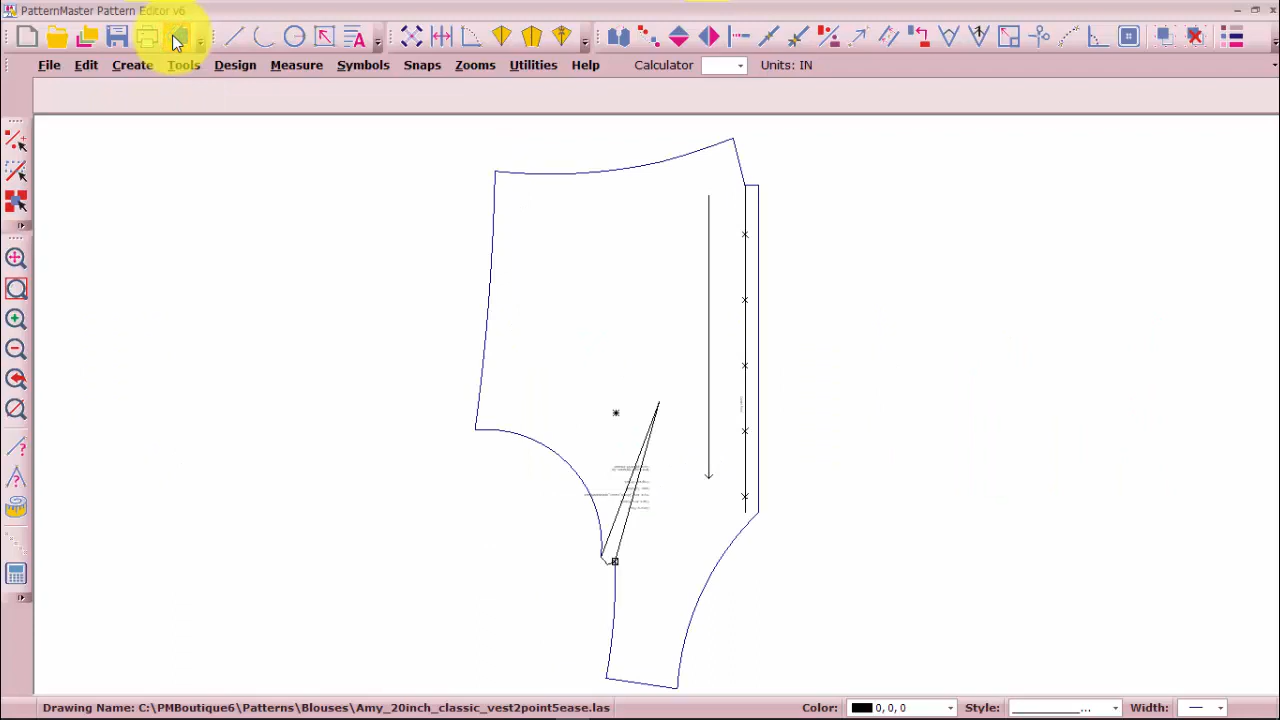 PatternMaster Pattern Editor v6
File Edit Create Tools Design Measure Symbols Snaps Zooms Utilities Help Calculator Units: IN
Drawing Name: C:\PMBoutique6\Patterns\Blouses\Amy_20inch_classic_vest2point5ease.las Color: 0, 0, 0 Style: ... Width: